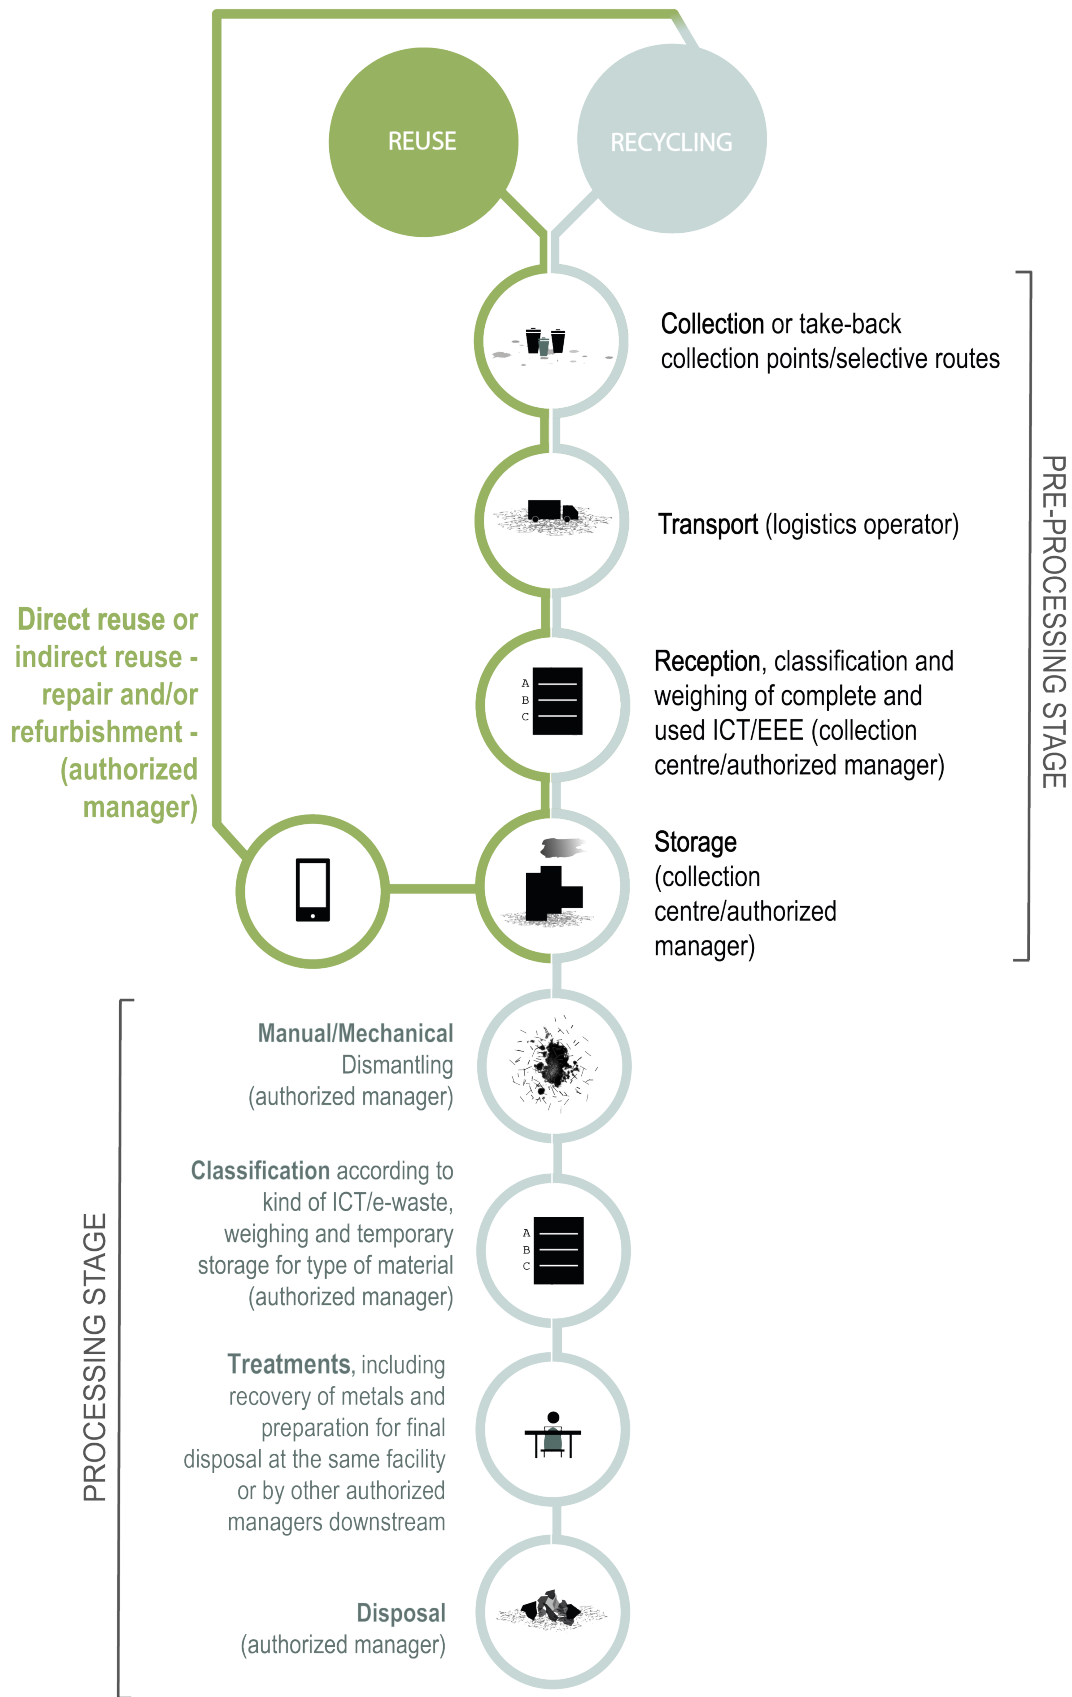 REUSE
RECYCLING
Collection or take-back
collection points/selective routes
Transport (logistics operator)
A
B
C
Reception, classification and
weighing of complete and
used ICT/EEE (collection
centre/authorized manager)
Storage
(collection
centre/authorized
manager)
PRE-PROCESSING STAGE
Direct reuse or
indirect reuse -
repair and/or
refurbishment -
(authorized
manager)
PROCESSING STAGE
Manual/Mechanical
Dismantling
(authorized manager)
Classification according to
kind of ICT/e-waste,
weighing and temporary
storage for type of material
(authorized manager)
A
B
C
Treatments, including
recovery of metals and
preparation for final
disposal at the same facility
or by other authorized
managers downstream
Disposal
(authorized manager)